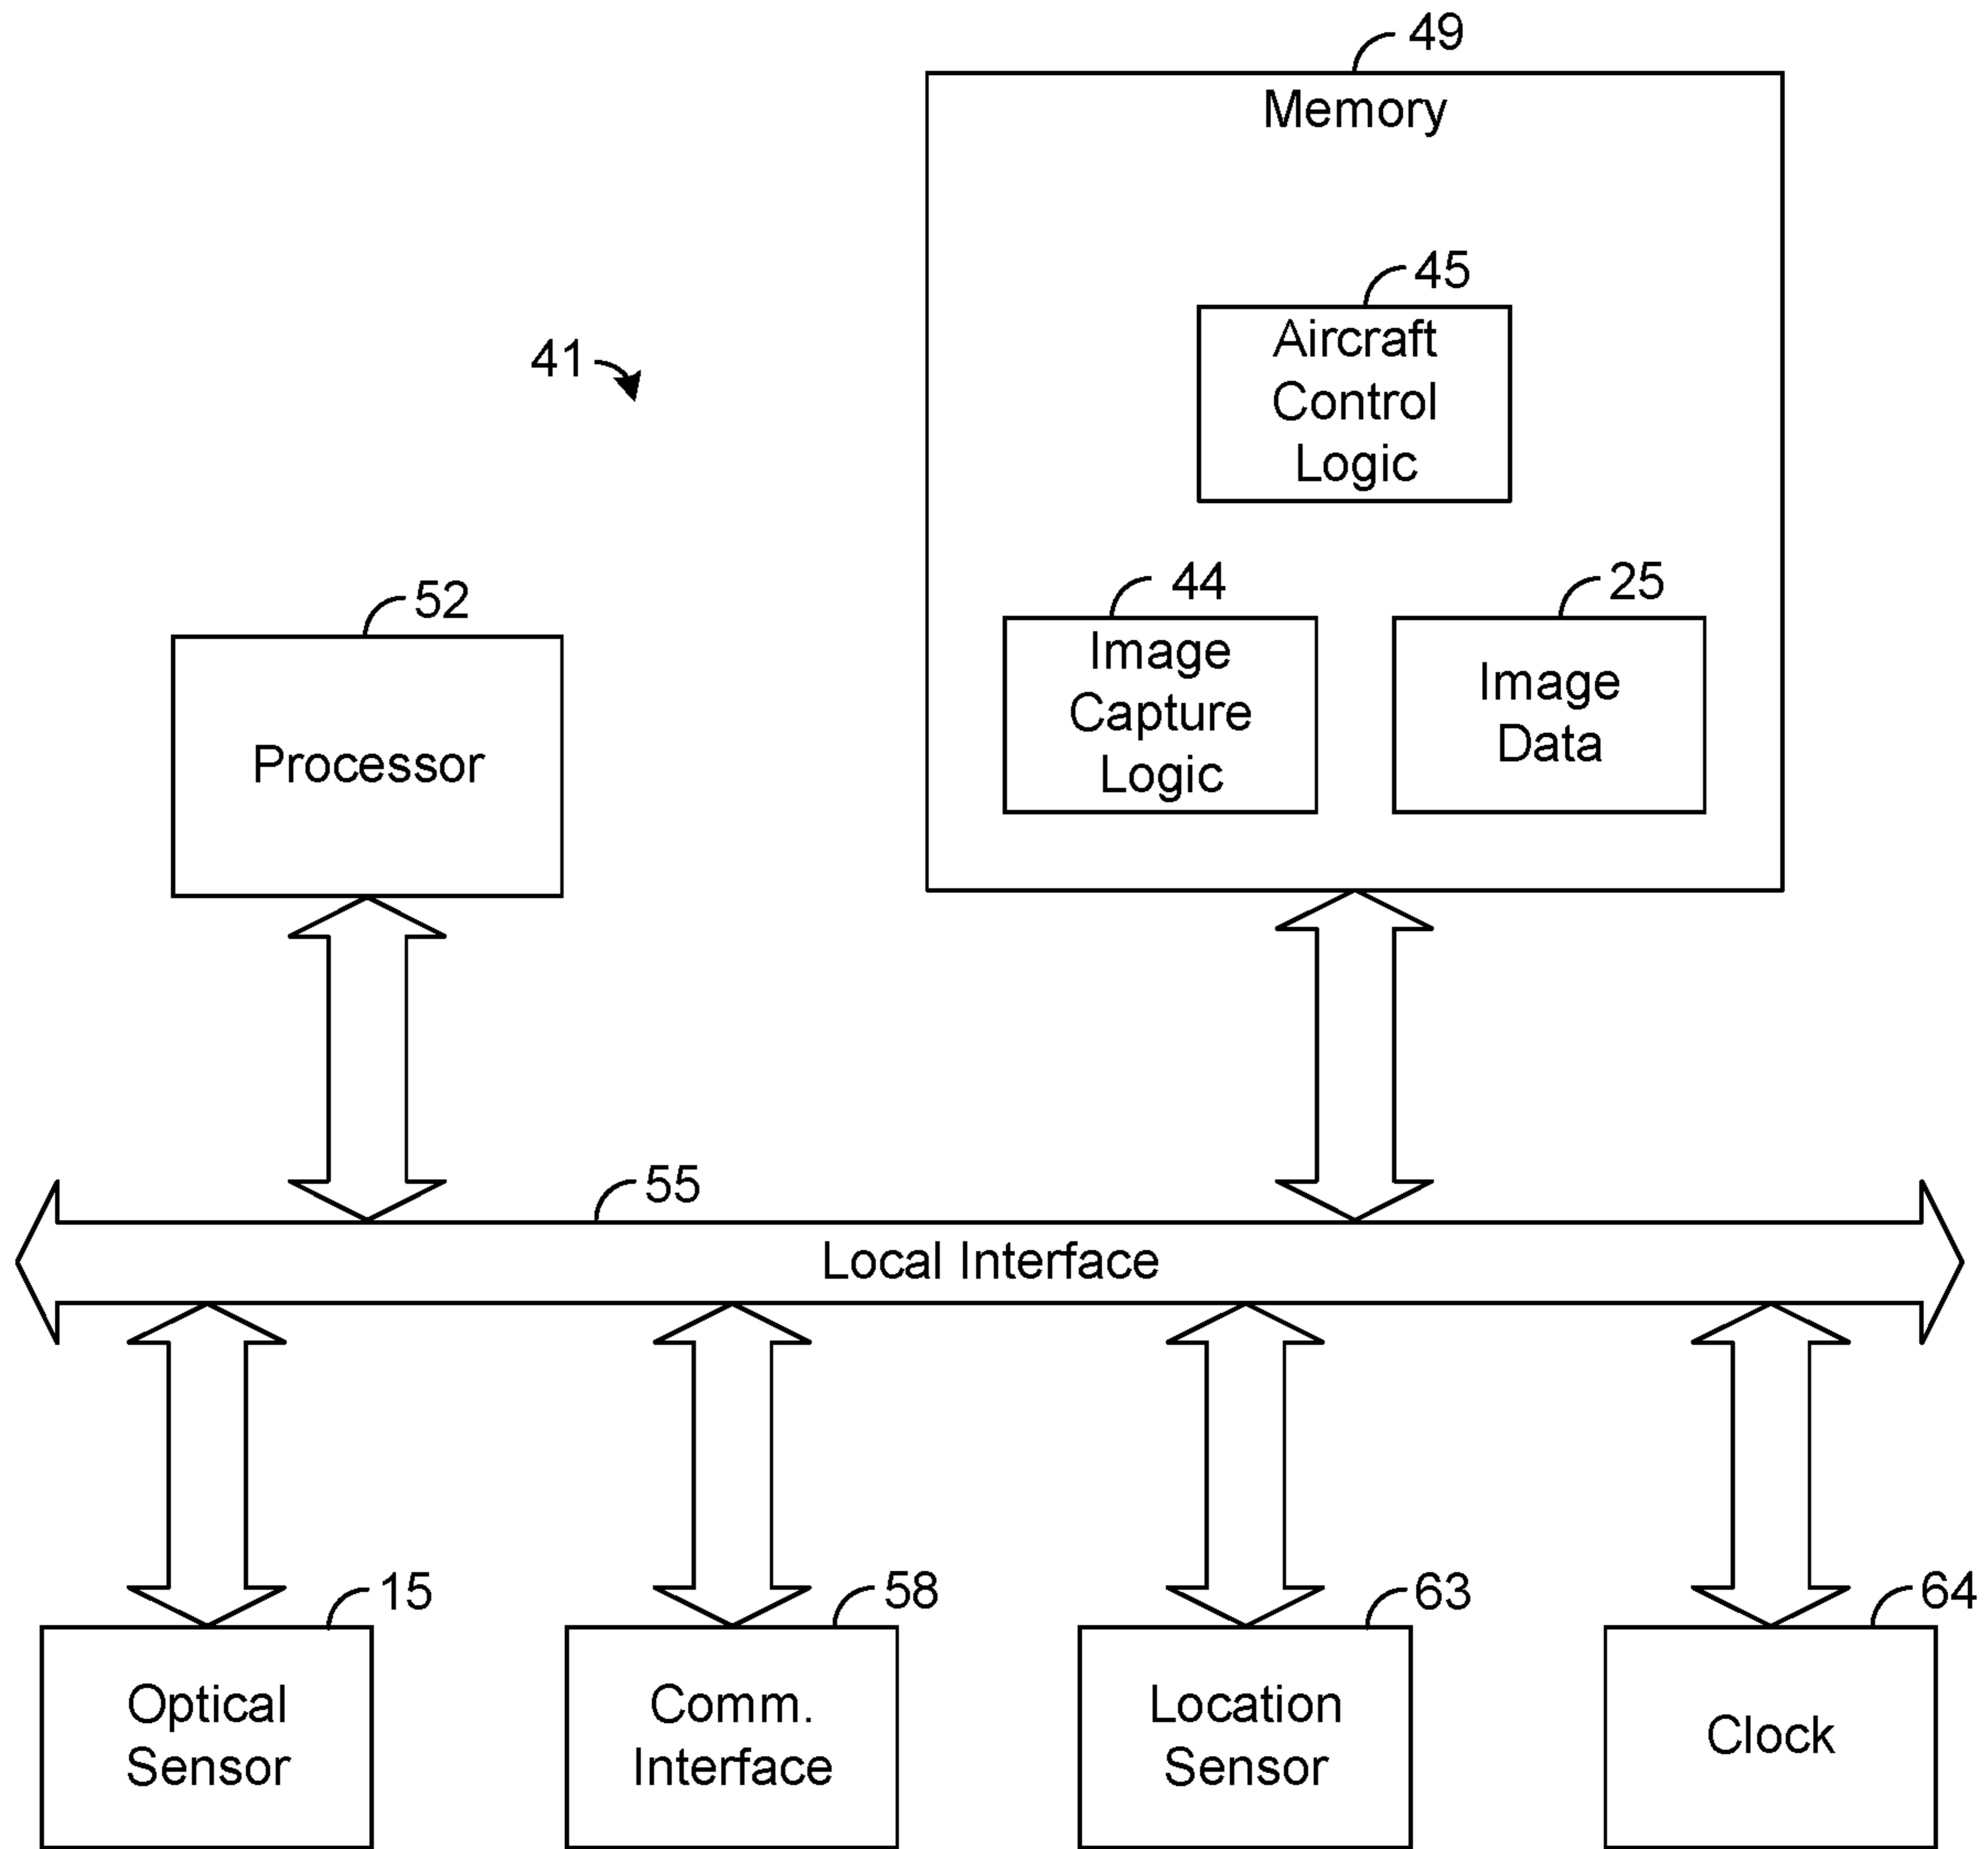 49
Memory
45
Aircraft
Control
Logic
41
44
Image
Capture
Logic
25
Image
Data
52
Processor
55
Local Interface
15
Optical
Sensor
58
Comm.
Interface
63
Location
Sensor
64
Clock